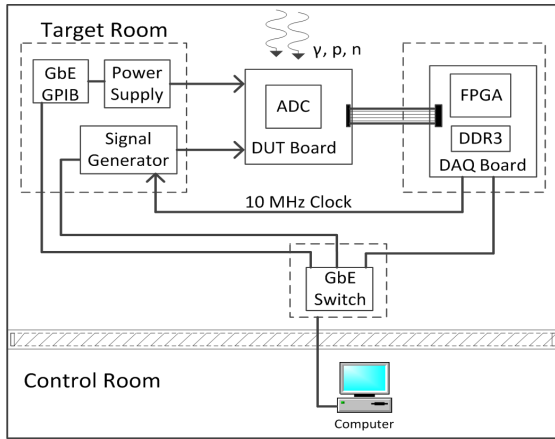 Target Room
γ, p, n
GbE
GPIB
Power
Supply
ADC
DUT Board
FPGA
DDR3
DAQ Board
Signal
Generator
10 MHz Clock
GbE
Switch
Control Room
Computer